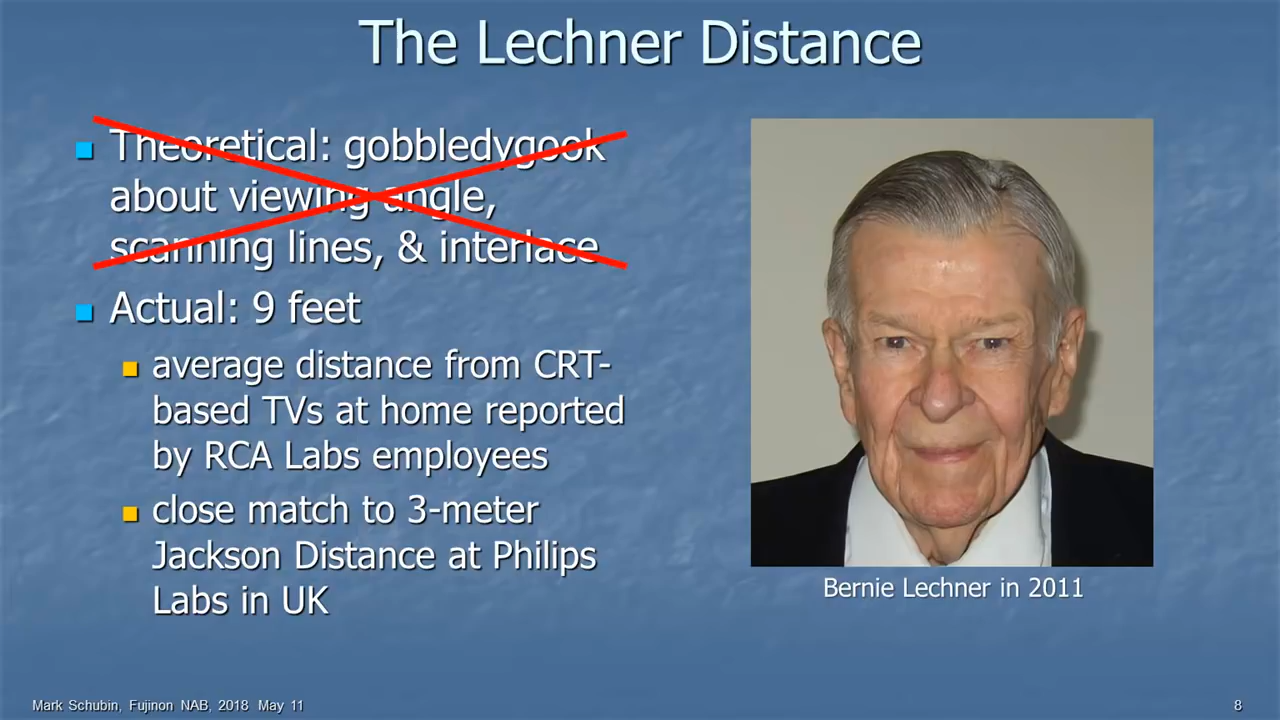 The Lechner Distance
Theoretical: gobbledygook
about viewing angle,
scanning lines, & interlace
Actual: 9 feet
average distance from CRT-
based TVs at home reported
by RCA Labs employees
close match to 3-meter
Jackson Distance at Philips
Labs in UK
Bernie Lechner in 2011
Mark Schubin, Fujinon NAB, 2018 May 11
8